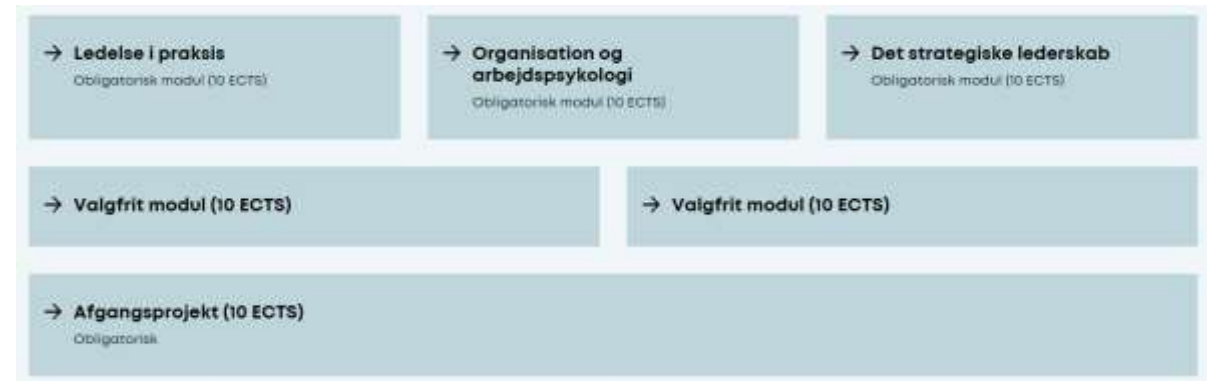 → Ledelse i praksis
Obligatorisk modul (10 ECTS)
→ Organisation og
arbejdspsykologi
Obligatorisk modul (10 ECTS)
→ Det strategiske lederskab
Obligatorisk modul (10 ECTS)
→ Valgfrit modul (10 ECTS)
→ Valgfrit modul (10 ECTS)
→ Afgangsprojekt (10 ECTS)
Obligatorisk